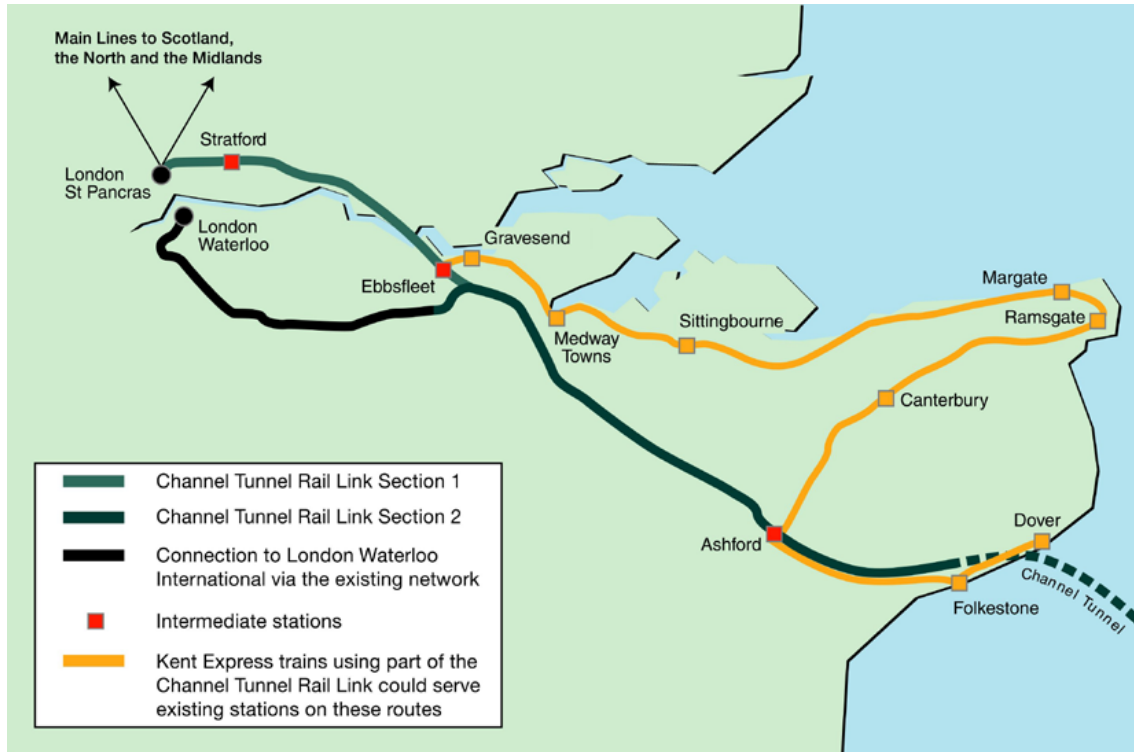 Main Lines to Scotland,
the North and the Midlands
Stratford
London
St Pancras
London
Waterloo
Gravesend
Ebbsfleet
Margate
Ramsgate
Sittingbourne
Medway
Towns
Canterbury
Dover
Ashford
Channel Tunnel
Folkestone
Channel Tunnel Rail Link Section 1
Channel Tunnel Rail Link Section 2
Connection to London Waterloo
International via the existing network
Intermediate stations
Kent Express trains using part of the
Channel Tunnel Rail Link could serve
existing stations on these routes